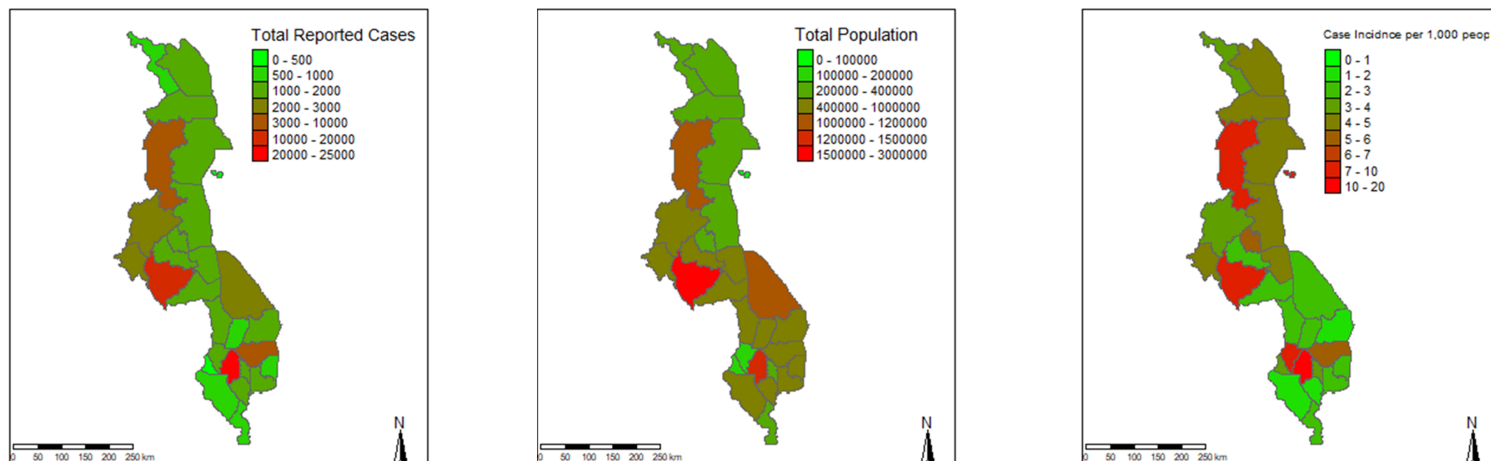 Total Reported Cases
0 - 500
500 - 1000
1000 - 2000
2000 - 3000
3000 - 10000
10000 - 20000
20000 - 25000
N
0 50 100 150 200 250 km
Total Population
0 - 100000
100000 - 200000
200000 - 400000
400000 - 1000000
1000000 - 1200000
1200000 - 1500000
1500000 - 3000000
N
0 50 100 150 200 250 km
Case Incidnce per 1,000 peop
0 - 1
1 - 2
2 - 3
3 - 4
4 - 5
5 - 6
6 - 7
7 - 10
10 - 20
N
0 50 100 150 200 250 km